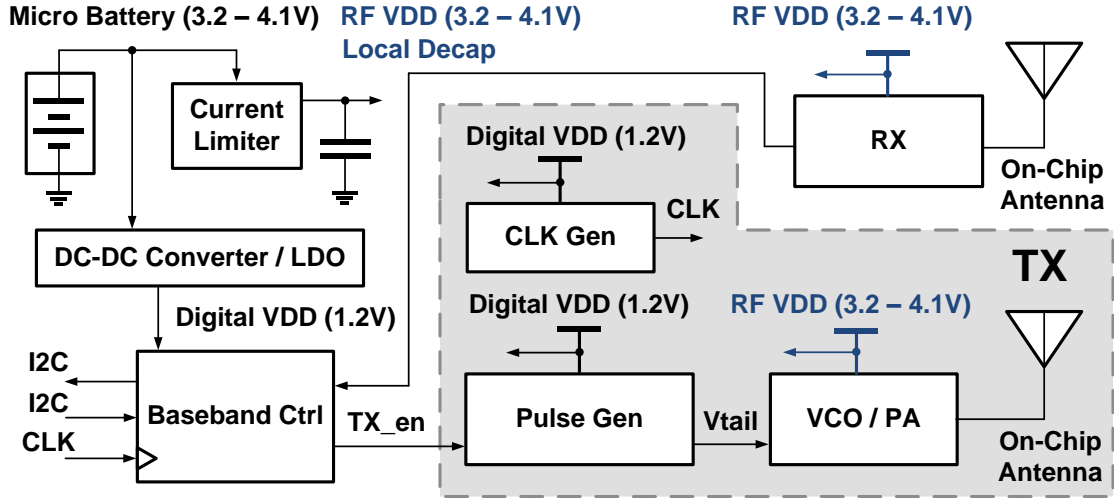 Micro Battery (3.2 – 4.1V)
RF VDD (3.2 – 4.1V)
Local Decap
RF VDD (3.2 – 4.1V)
Current
Limiter
RX
Digital VDD (1.2V)
On-Chip
Antenna
CLK Gen
CLK
DC-DC Converter / LDO
TX
Digital VDD (1.2V)
Digital VDD (1.2V)
RF VDD (3.2 – 4.1V)
I2C
I2C
CLK
Baseband Ctrl
TX_en
Pulse Gen
Vtail
VCO / PA
On-Chip
Antenna